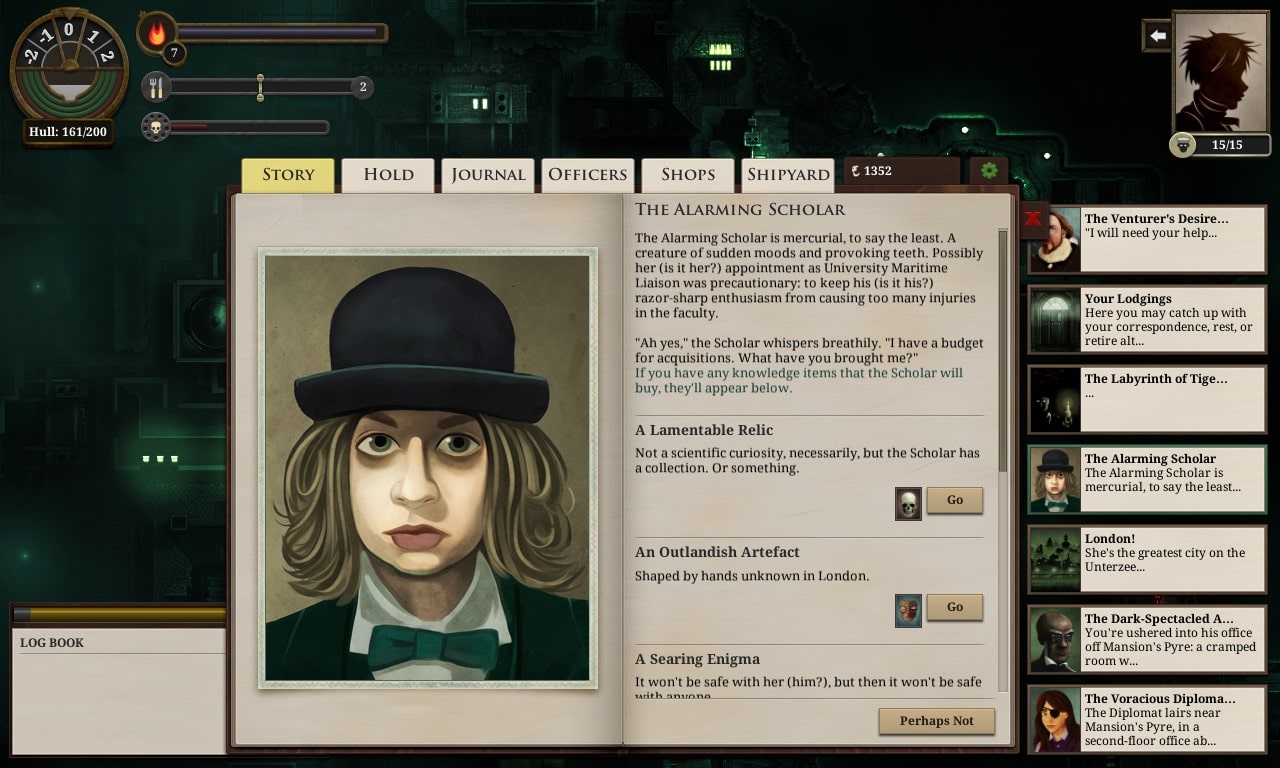 -2 -1 0 1 2
7
2
Hull: 161/200
15/15
STORY
HOLD
JOURNAL
OFFICERS
SHOPS
SHIPYARD
1352
THE ALARMING SCHOLAR
The Alarming Scholar is mercurial, to say the least. A
creature of sudden moods and provoking teeth. Possibly
her (is it her?) appointment as University Maritime
Liaison was precautionary: to keep his (is it his?)
razor-sharp enthusiasm from causing too many injuries
in the faculty.
"Ah yes," the Scholar whispers breathily. "I have a budget
for acquisitions. What have you brought me?"
If you have any knowledge items that the Scholar will
buy, they'll appear below.
A Lamentable Relic
Not a scientific curiosity, necessarily, but the Scholar has
a collection. Or something.
Go
An Outlandish Artefact
Shaped by hands unknown in London.
Go
A Searing Enigma
It won't be safe with her (him?), but then it won't be safe
with anyone.
Perhaps Not
LOG BOOK
X
The Venturer's Desire...
"I will need your help...
Your Lodgings
Here you may catch up with
your correspondence, rest, or
retire alt...
The Labyrinth of Tige...
...
The Alarming Scholar
The Alarming Scholar is
mercurial, to say the least...
London!
She's the greatest city on the
Unterzee...
The Dark-Spectacled A...
You're ushered into his office
off Mansion's Pyre: a cramped
room w...
The Voracious Diploma...
The Diplomat lairs near
Mansion's Pyre, in a
second-floor office ab...